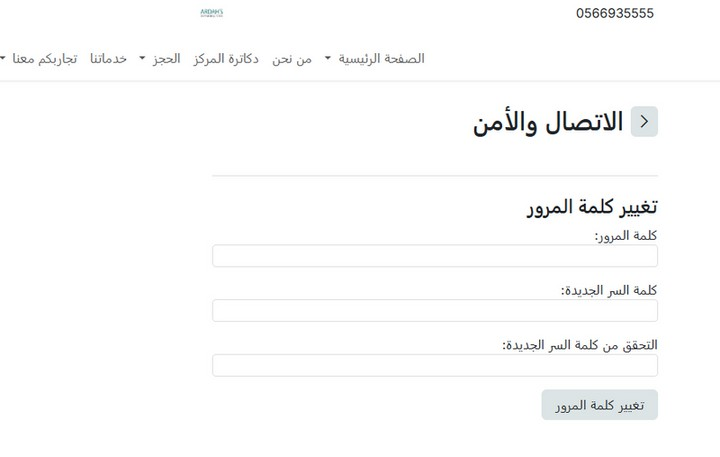 0566935555
الصفحة الرئيسية من نحن دكاترة المركز الحجز خدماتنا تجاربكم معنا
الاتصال والأمن
تغيير كلمة المرور
كلمة المرور:
كلمة السر الجديدة:
التحقق من كلمة السر الجديدة:
تغيير كلمة المرور